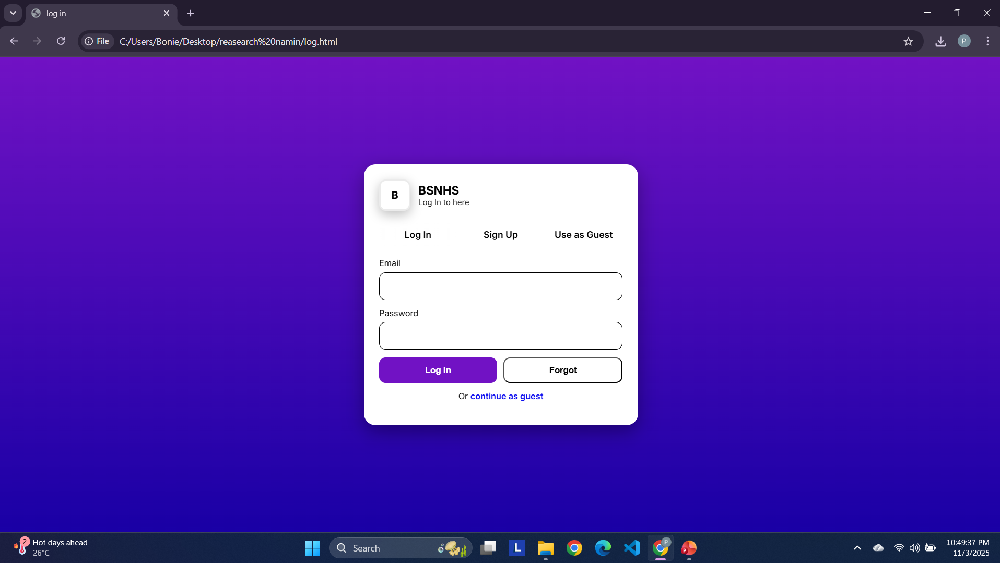 log in
File C:/Users/Bonie/Desktop/reasearch%20namin/log.html
P
B
BSNHS
Log In to here
Log In Sign Up Use as Guest
Email
Password
Log In Forgot
Or continue as guest
2
Hot days ahead
26°C
Search
L
P
P
10:49:37 PM
11/3/2025